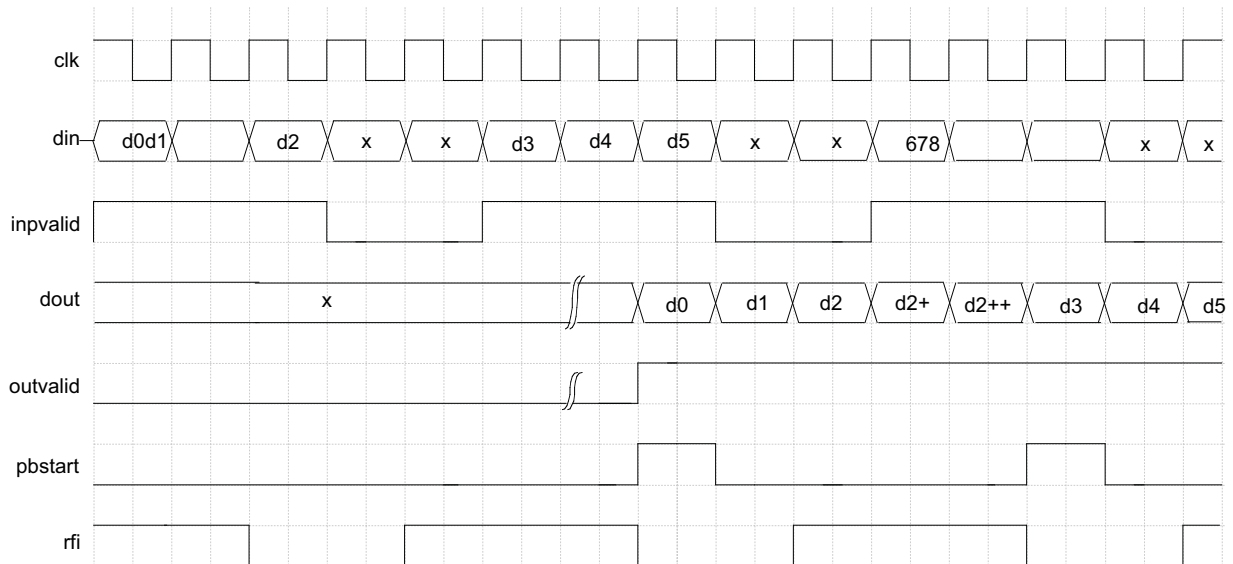 clk
din d0d1 d2 x x d3 d4 d5 x x 678 x x
inpvalid
dout x d0 d1 d2 d2+ d2++ d3 d4 d5
outvalid
pbstart
rfi